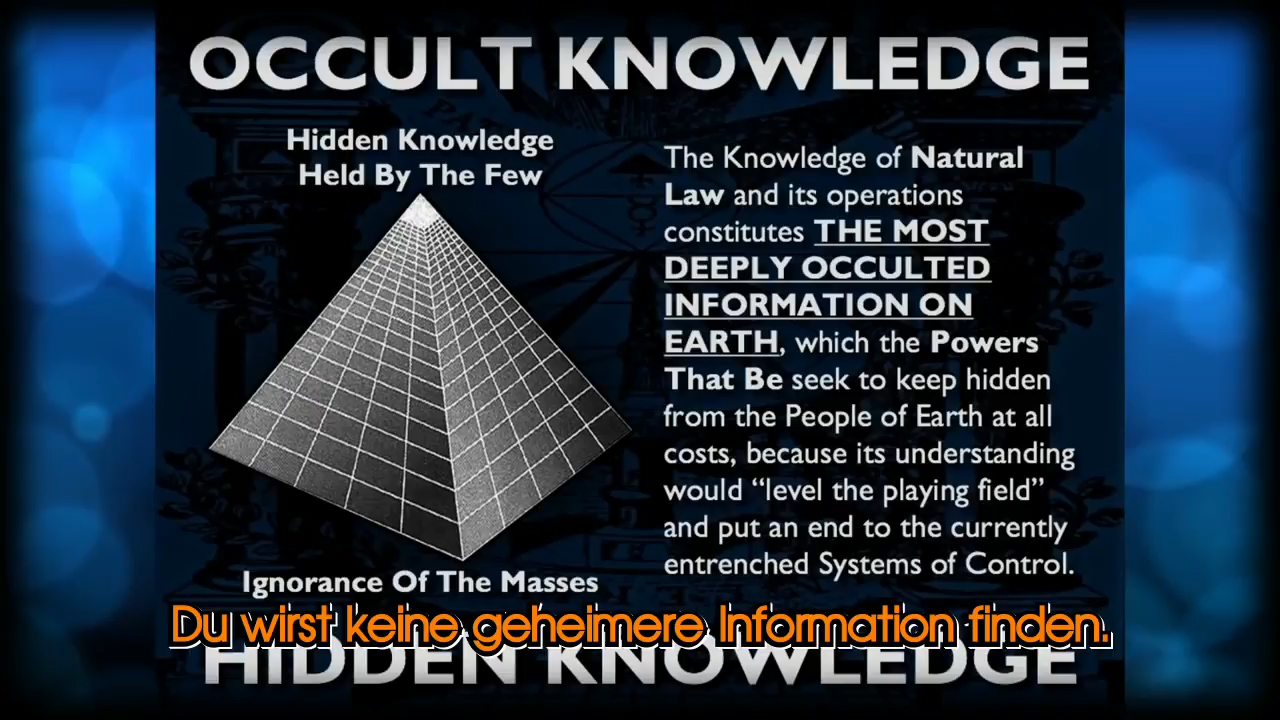 OCCULT KNOWLEDGE
Hidden Knowledge
Held By The Few
The Knowledge of Natural
Law and its operations
constitutes THE MOST
DEEPLY OCCULTED
INFORMATION ON
EARTH, which the Powers
That Be seek to keep hidden
from the People of Earth at all
costs, because its understanding
would “level the playing field”
and put an end to the currently
entrenched Systems of Control.
Ignorance Of The Masses
Du wirst keine geheimere Information finden.
HIDDEN KNOWLEDGE